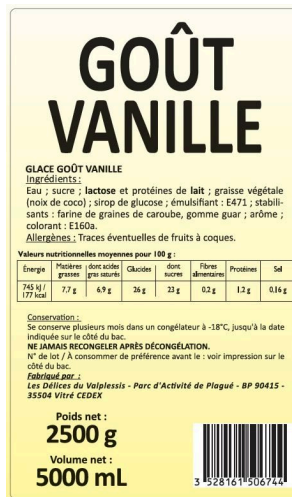 GOÛT
VANILLE
GLACE GOÛT VANILLE
Ingrédients :
Eau ; sucre ; lactose et protéines de lait ; graisse végétale
(noix de coco) ; sirop de glucose ; émulsifiant : E471 ; stabili-
sants : farine de graines de caroube, gomme guar ; arôme ;
colorant : E160a.
Allergènes : Traces éventuelles de fruits à coques.
Valeurs nutritionnelles moyennes pour 100 g :
Énergie Matières grasses dont acides gras saturés Glucides dont sucres Fibres alimentaires Protéines Sel
745 kJ / 177 kcal 7,7 g 6,9 g 26 g 23 g 0,2 g 1,2 g 0,16 g
Conservation :
Se conserve plusieurs mois dans un congélateur à -18°C, jusqu'à la date
indiquée sur le côté du bac.
NE JAMAIS RECONGELER APRÈS DÉCONGÉLATION.
N° de lot / À consommer de préférence avant le : voir impression sur le
côté du bac.
Fabriqué par :
Les Délices du Valplessis - Parc d'Activité de Plagué - BP 90415 -
35504 Vitré CEDEX
Poids net :
2500 g
Volume net :
5000 mL
3 528161 506744